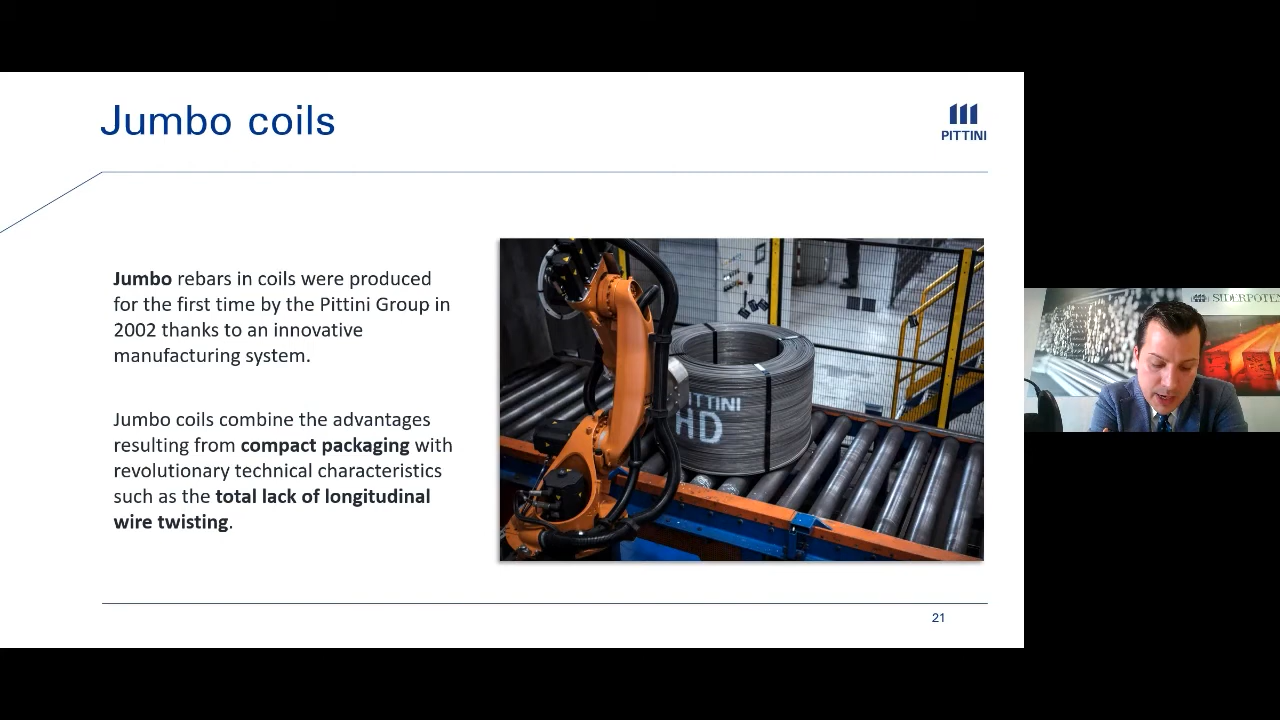 Jumbo coils
PITTINI
Jumbo rebars in coils were produced
for the first time by the Pittini Group in
2002 thanks to an innovative
manufacturing system.
Jumbo coils combine the advantages
resulting from compact packaging with
revolutionary technical characteristics
such as the total lack of longitudinal
wire twisting.
PITTINI
HD
SIDERPOTEN
21